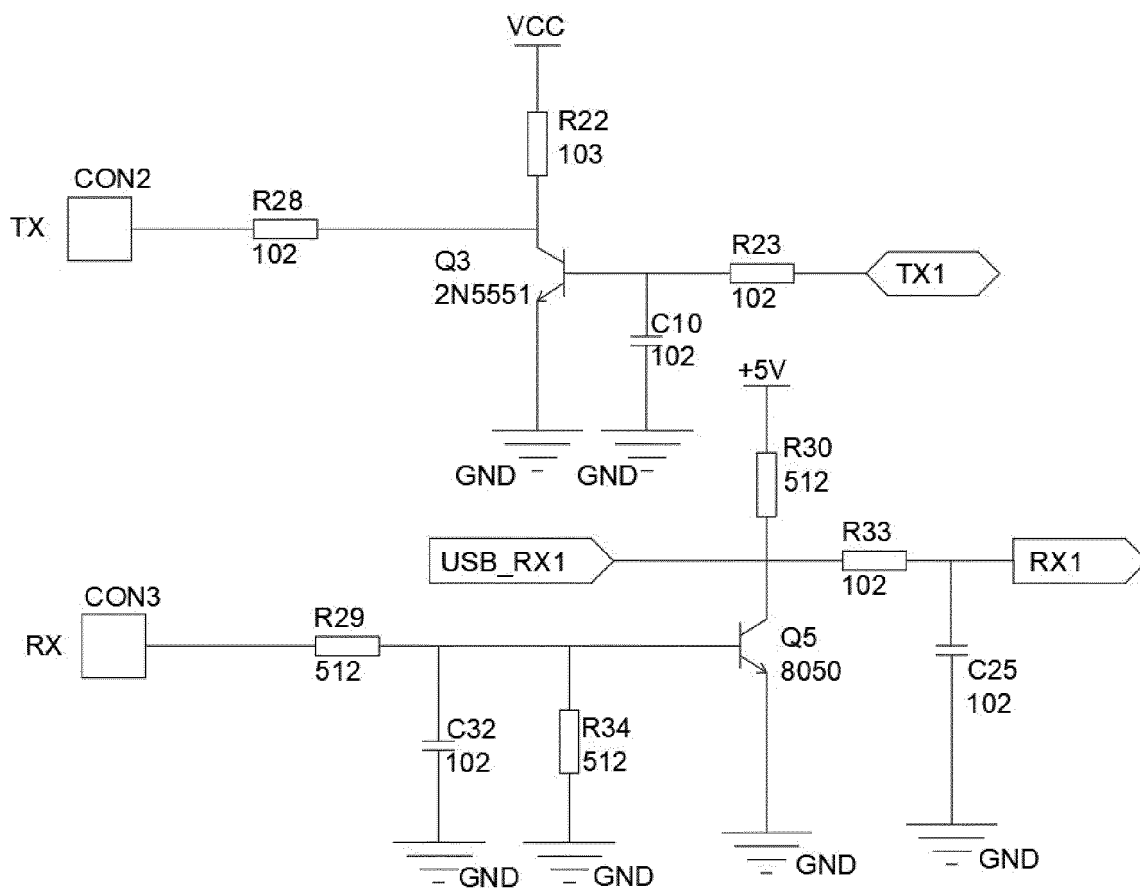 VCC
R22
103
CON2
TX
R28
102
Q3
2N5551
R23
102
TX1
C10
102
+5V
GND
GND
R30
512
USB_RX1
R33
102
RX1
CON3
RX
R29
512
Q5
8050
C25
102
C32
102
R34
512
GND
GND
GND
GND